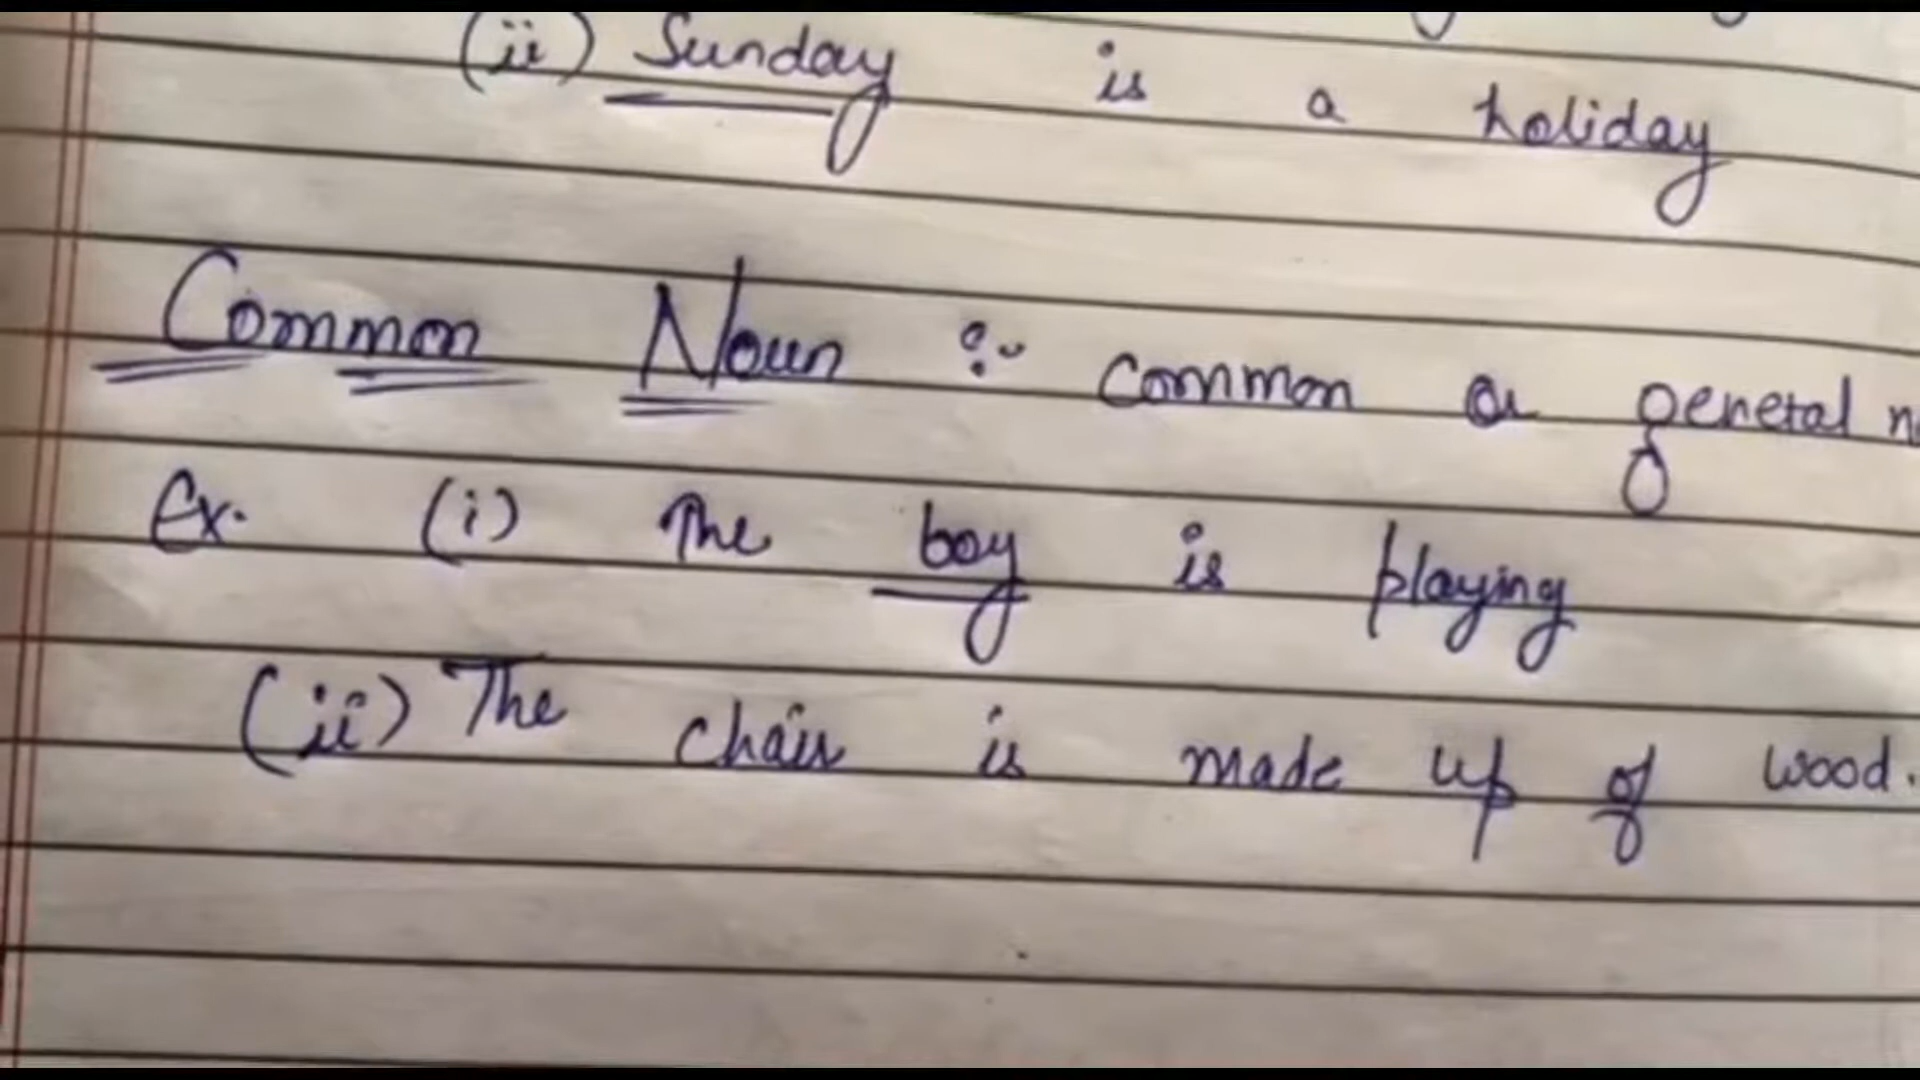 (ii) Sunday is a holiday
Common Noun :- common or general
Ex. (i) The boy is playing
(ii) The chair is made up of wood.